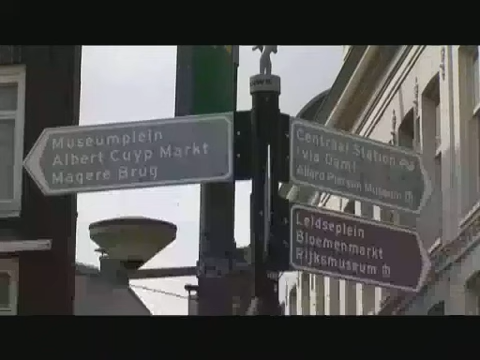 Museumplein
Albert Cuyp Markt
Magere Brug
Centraal Station
(via Dam)
Allard Pierson Museum
Leidseplein
Bloemenmarkt
Rijksmuseum